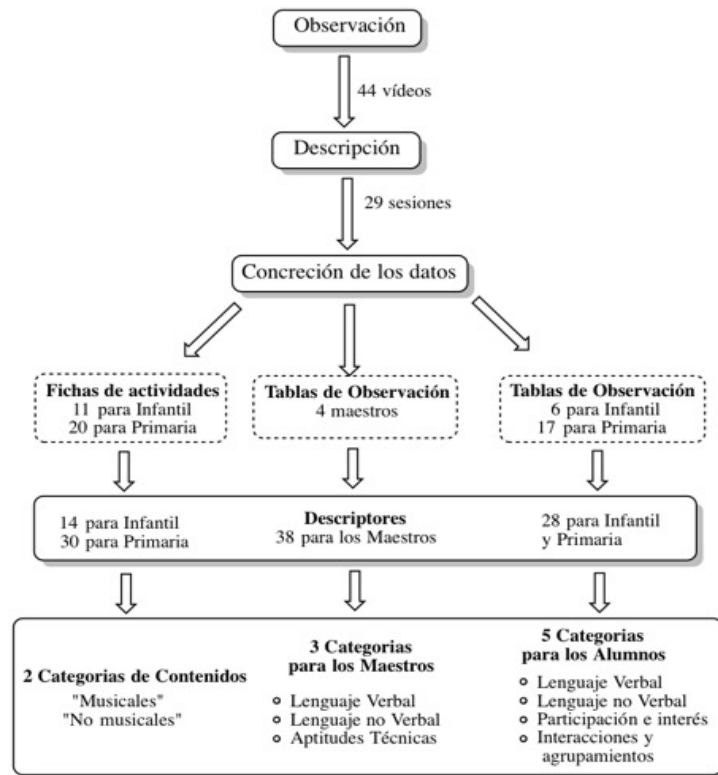 Observación
44 vídeos
Descripción
29 sesiones
Concreción de los datos
Fichas de actividades
11 para Infantil
20 para Primaria
Tablas de Observación
4 maestros
Tablas de Observación
6 para Infantil
17 para Primaria
14 para Infantil
30 para Primaria
Descriptores
38 para los Maestros
28 para Infantil
y Primaria
2 Categorias de Contenidos
"Musicales"
"No musicales"
3 Categorias
para los Maestros
Lenguaje Verbal
Lenguaje no Verbal
Aptitudes Técnicas
5 Categorias
para los Alumnos
Lenguaje Verbal
Lenguaje no Verbal
Participación e interés
Interacciones y
agrupamientos